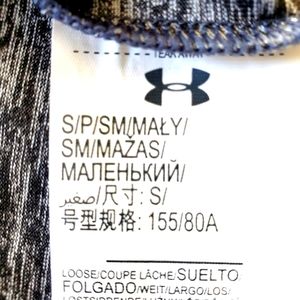 TEAR AWAY
S/P/SM/MAŁY/
SM/MAŽAS/
МАЛЕНЬКИЙ/
صغير/尺寸: S/
号型规格: 155/80A
LOOSE/COUPE LÂCHE/SUELTO
FOLGADO/WEIT/LARGO/LOS/